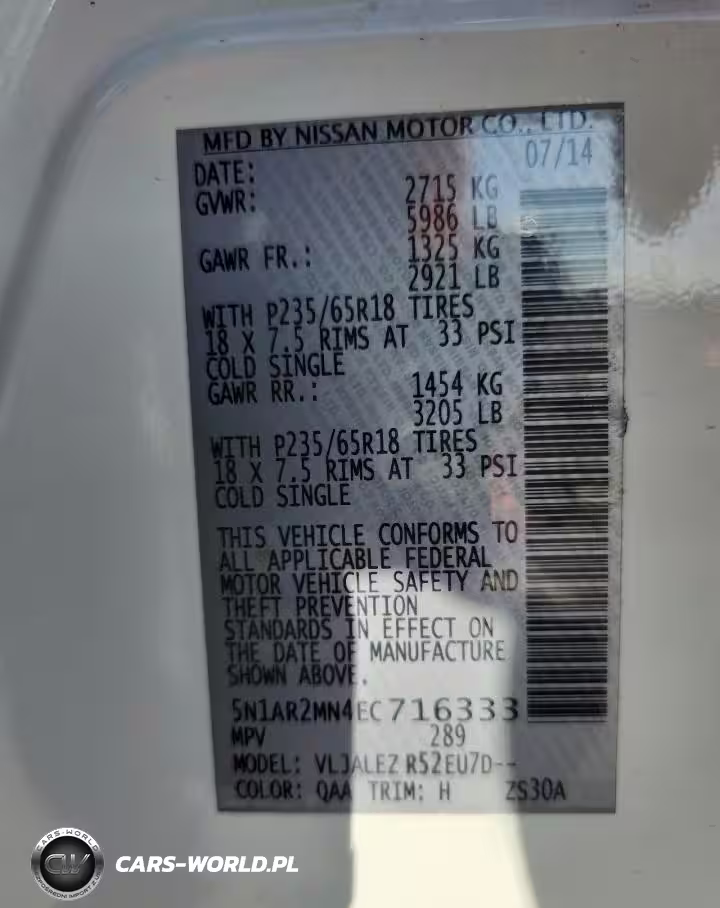 MFD BY NISSAN MOTOR CO., LTD.
DATE: 07/14
GVWR: 2715 KG
5986 LB
GAWR FR.: 1325 KG
2921 LB
WITH P235/65R18 TIRES
18 X 7.5 RIMS AT 33 PSI
COLD SINGLE
GAWR RR.: 1454 KG
3205 LB
WITH P235/65R18 TIRES
18 X 7.5 RIMS AT 33 PSI
COLD SINGLE
THIS VEHICLE CONFORMS TO
ALL APPLICABLE FEDERAL
MOTOR VEHICLE SAFETY AND
THEFT PREVENTION
STANDARDS IN EFFECT ON
THE DATE OF MANUFACTURE
SHOWN ABOVE.
5N1AR2MN4EC716333
MPV 289
MODEL: VLJALEZ R52EU7D--
COLOR: QAA TRIM: H ZS30A
CARS-WORLD.PL
CW
CARS-WORLD.PL